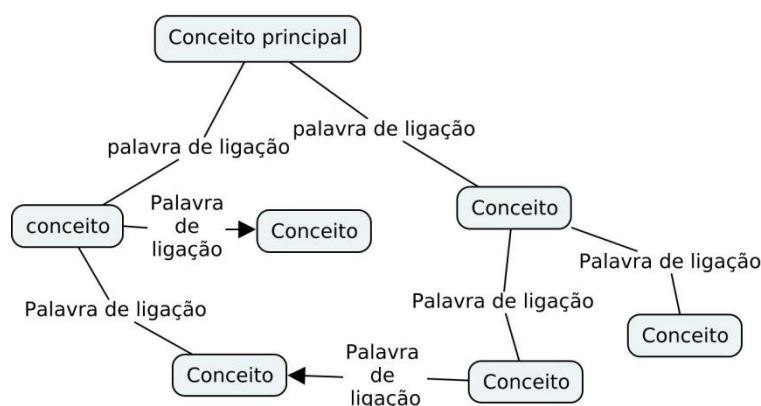 Conceito principal
palavra de ligação
palavra de ligação
conceito
Palavra
de
ligação
Conceito
Conceito
Palavra de ligação
Palavra de ligação
Palavra de ligação
Conceito
Conceito
Palavra
de
ligação
Conceito